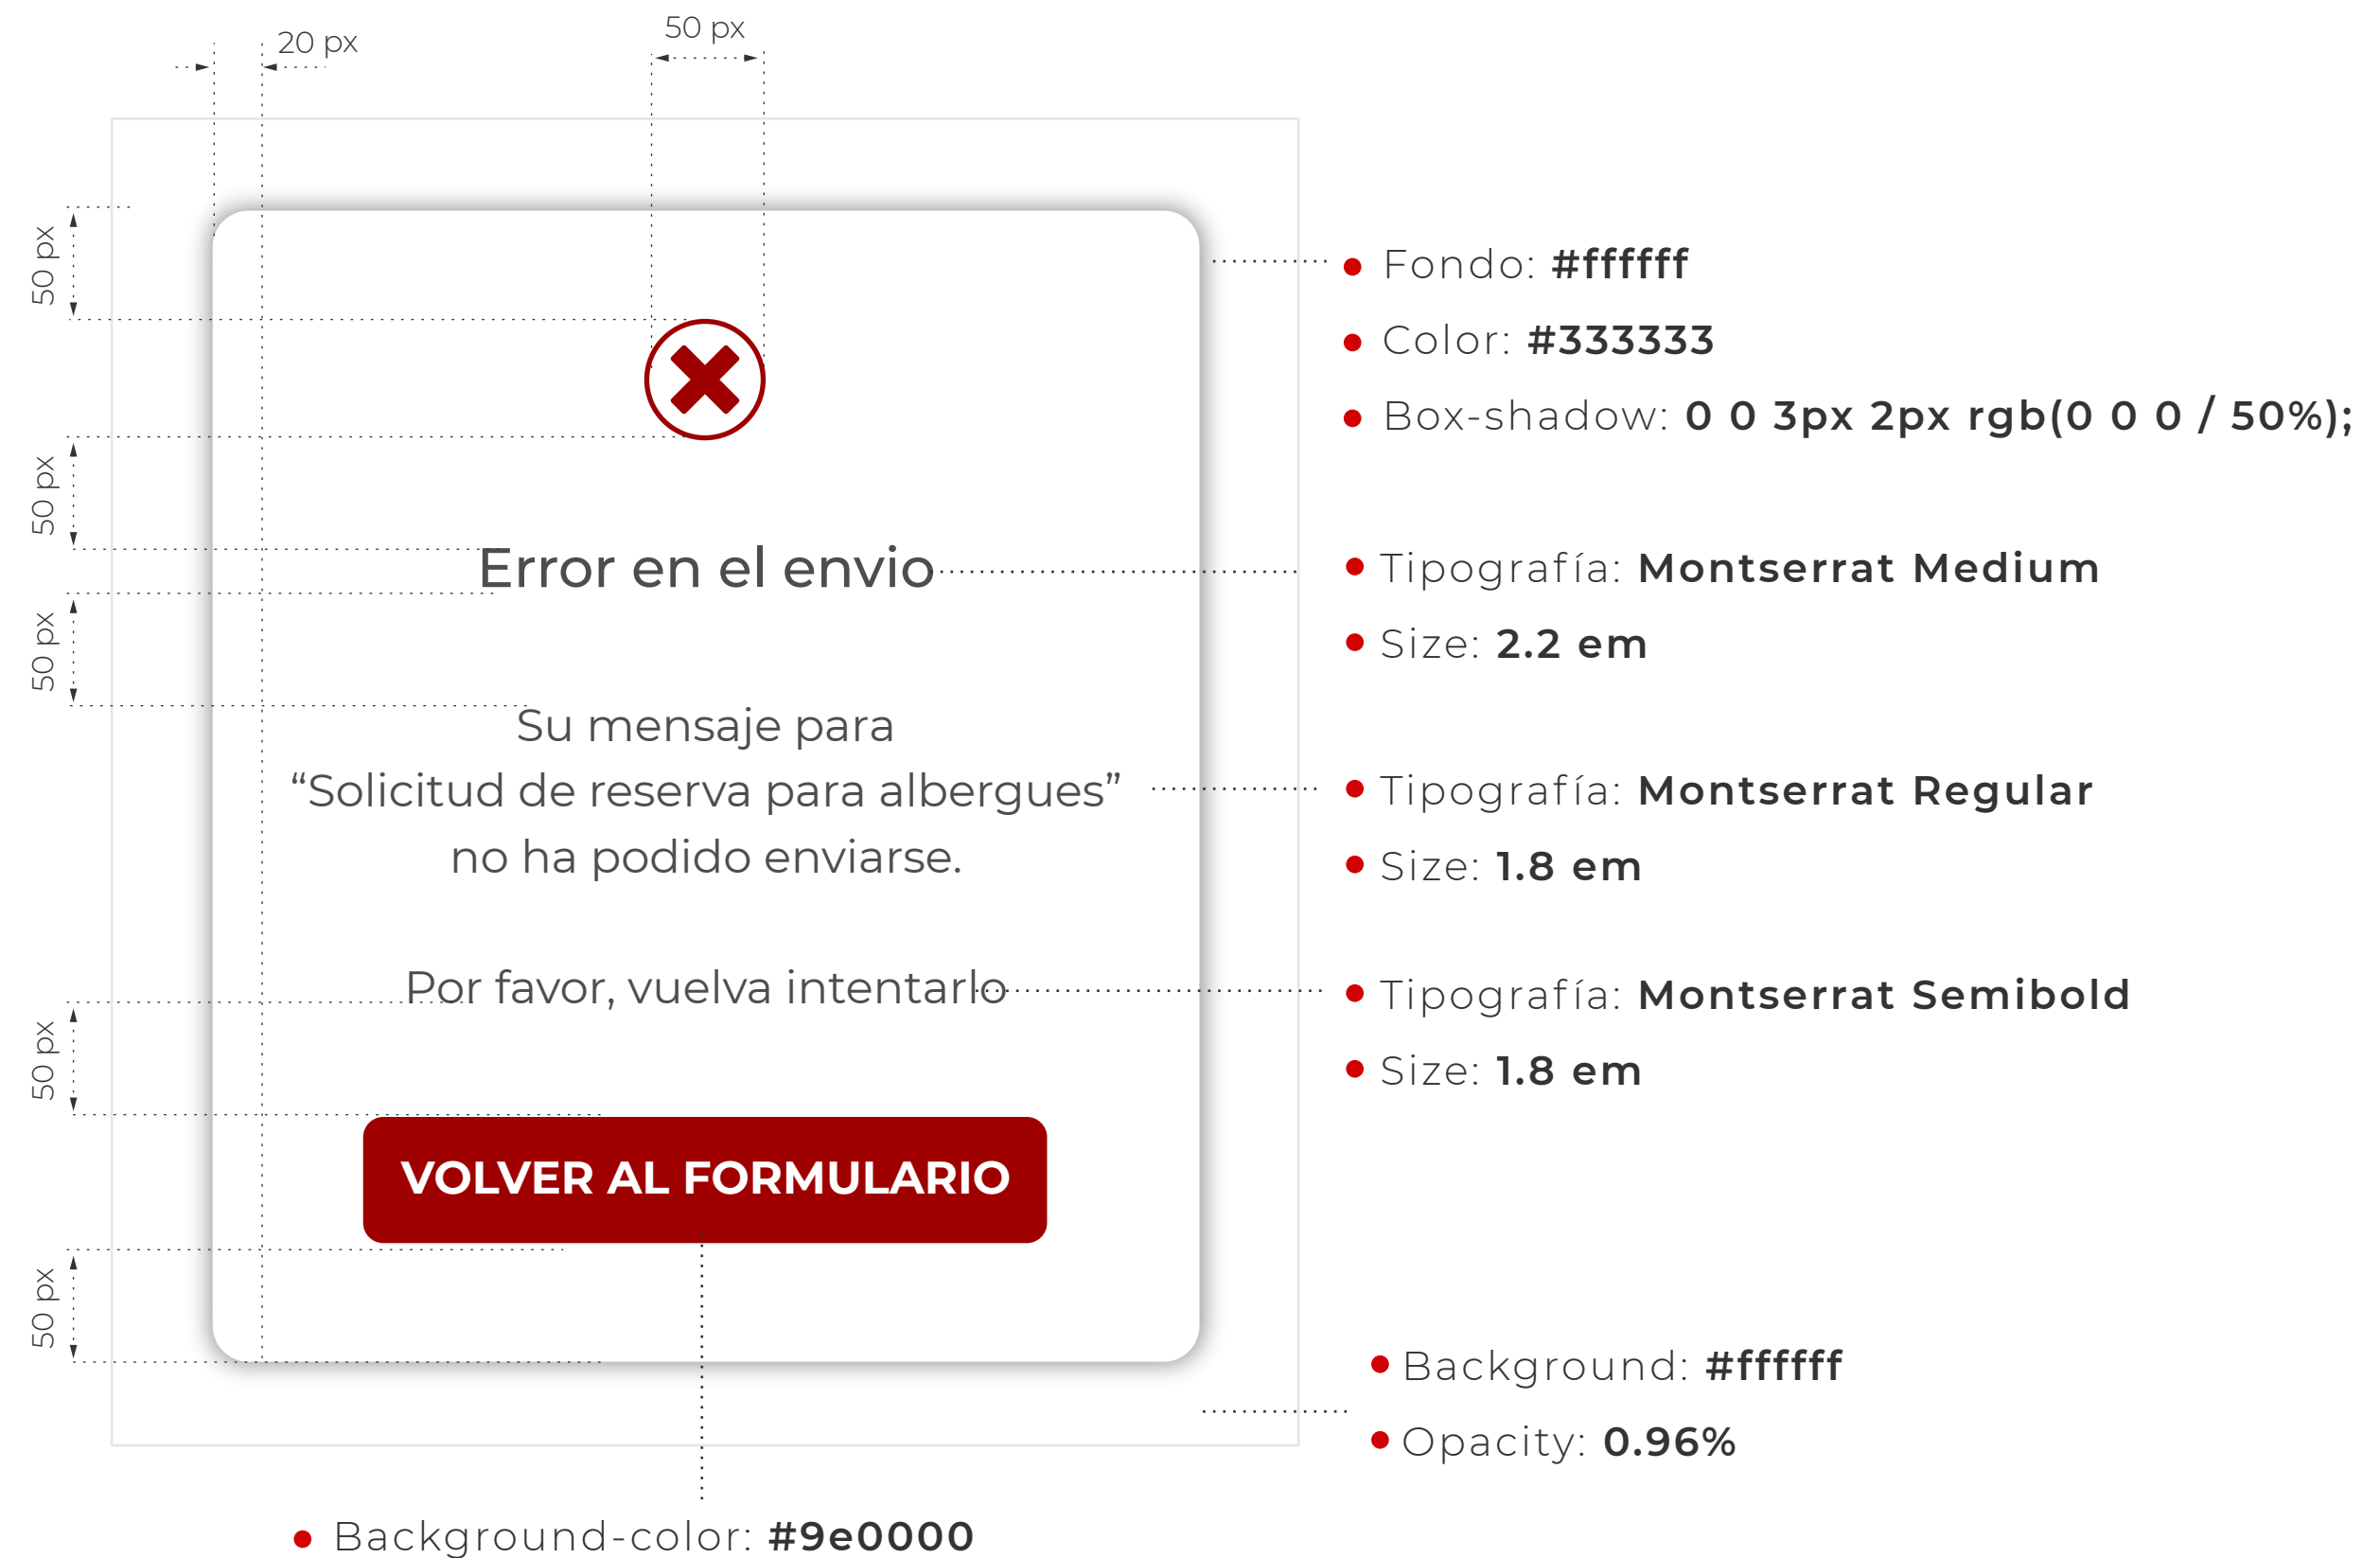 20 px
50 px
50 px
Fondo: #ffffff
Color: #333333
Box-shadow: 0 0 3px 2px rgb(0 0 0 / 50%);
50 px
Error en el envio
Tipografía: Montserrat Medium
Size: 2.2 em
50 px
Su mensaje para
“Solicitud de reserva para albergues”
no ha podido enviarse.
Tipografía: Montserrat Regular
Size: 1.8 em
Por favor, vuelva intentarlo
Tipografía: Montserrat Semibold
Size: 1.8 em
50 px
VOLVER AL FORMULARIO
50 px
Background: #ffffff
Opacity: 0.96%
Background-color: #9e0000